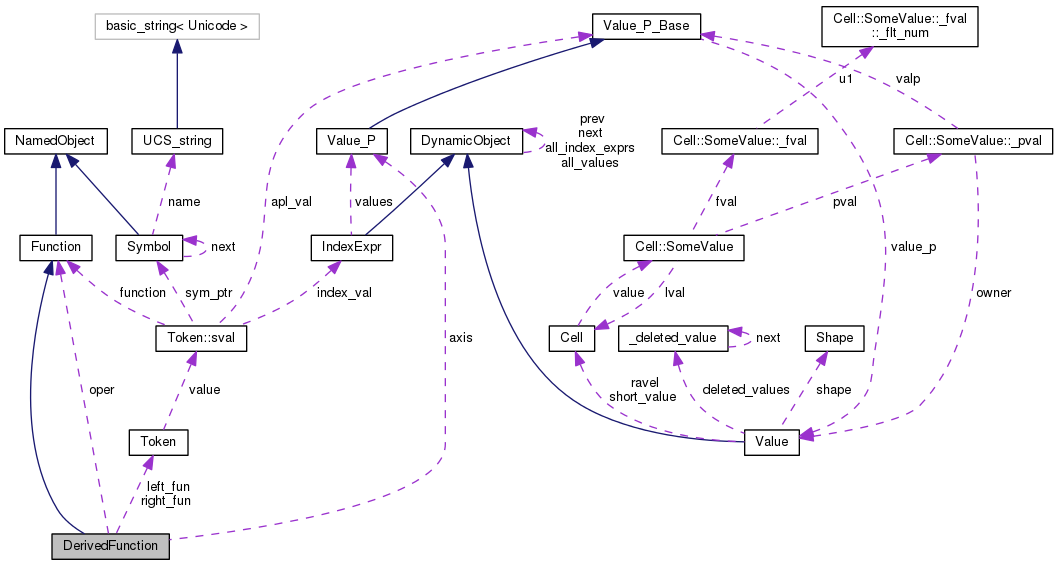 basic_string< Unicode >
Value_P_Base
Cell::SomeValue::_fval
::_flt_num
u1
valp
NamedObject
UCS_string
Value_P
DynamicObject
prev
next
all_index_exprs
all_values
Cell::SomeValue::_fval
Cell::SomeValue::_pval
name
apl_val
values
fval
pval
Function
Symbol
next
IndexExpr
Cell::SomeValue
value_p
function
sym_ptr
index_val
value
lval
owner
Token::sval
axis
Cell
_deleted_value
next
Shape
oper
value
ravel
short_value
deleted_values
shape
Token
Value
left_fun
right_fun
DerivedFunction